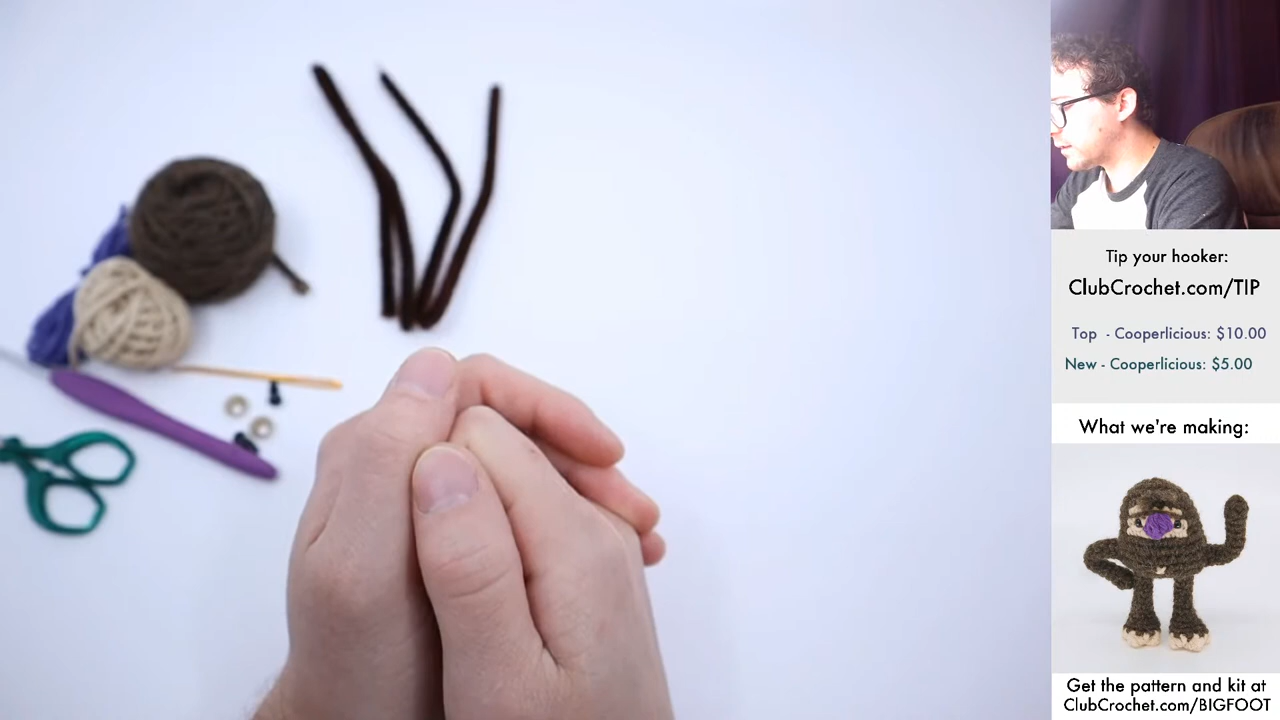 Tip your hooker:
ClubCrochet.com/TIP
Top - Cooperlicious: $10.00
New - Cooperlicious: $5.00
What we're making:
Get the pattern and kit at
ClubCrochet.com/BIGFOOT